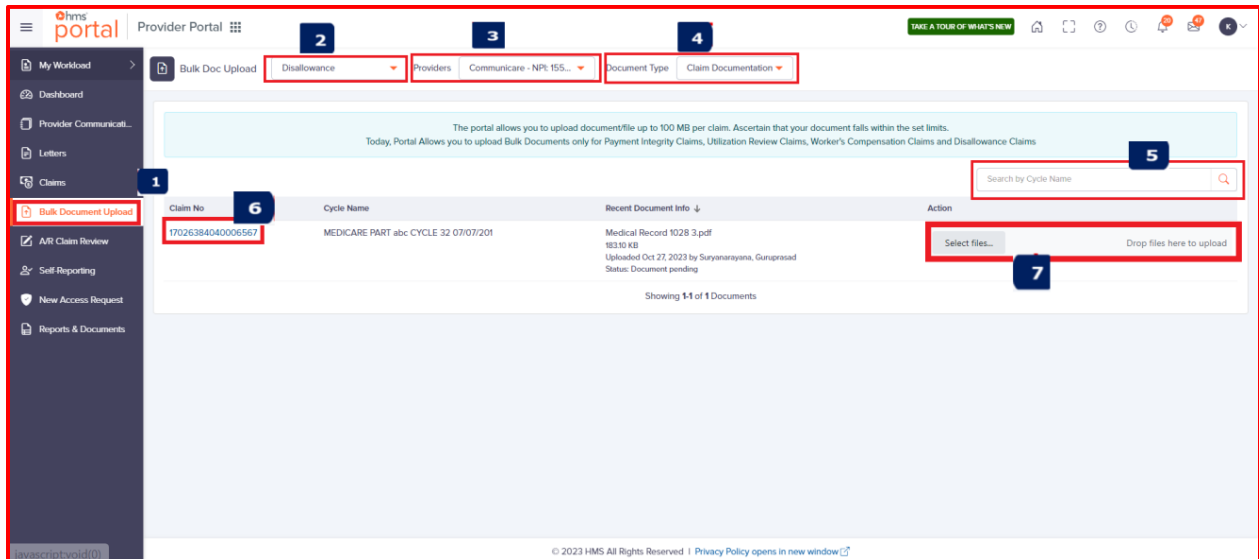 hms
portal
Provider Portal
TAKE A TOUR OF WHAT'S NEW
20
47
K
2
3
4
My Workload
Bulk Doc Upload
Disallowance
Providers
Communicare - NPI: 155...
Document Type
Claim Documentation
Dashboard
Provider Communicati...
Letters
Claims
1
Bulk Document Upload
A/R Claim Review
Self-Reporting
New Access Request
Reports & Documents
The portal allows you to upload document/file up to 100 MB per claim. Ascertain that your document falls within the set limits.
Today, Portal Allows you to upload Bulk Documents only for Payment Integrity Claims, Utilization Review Claims, Worker's Compensation Claims and Disallowance Claims
5
Search by Cycle Name
Claim No
6
Cycle Name
Recent Document Info ↓
Action
17026384040006567
MEDICARE PART abc CYCLE 32 07/07/201
Medical Record 1028 3.pdf
183.10 KB
Uploaded Oct 27, 2023 by Suryanarayana, Guruprasad
Status: Document pending
Select files...
Drop files here to upload
7
Showing 1-1 of 1 Documents
javascript:void(0)
© 2023 HMS All Rights Reserved | Privacy Policy opens in new window